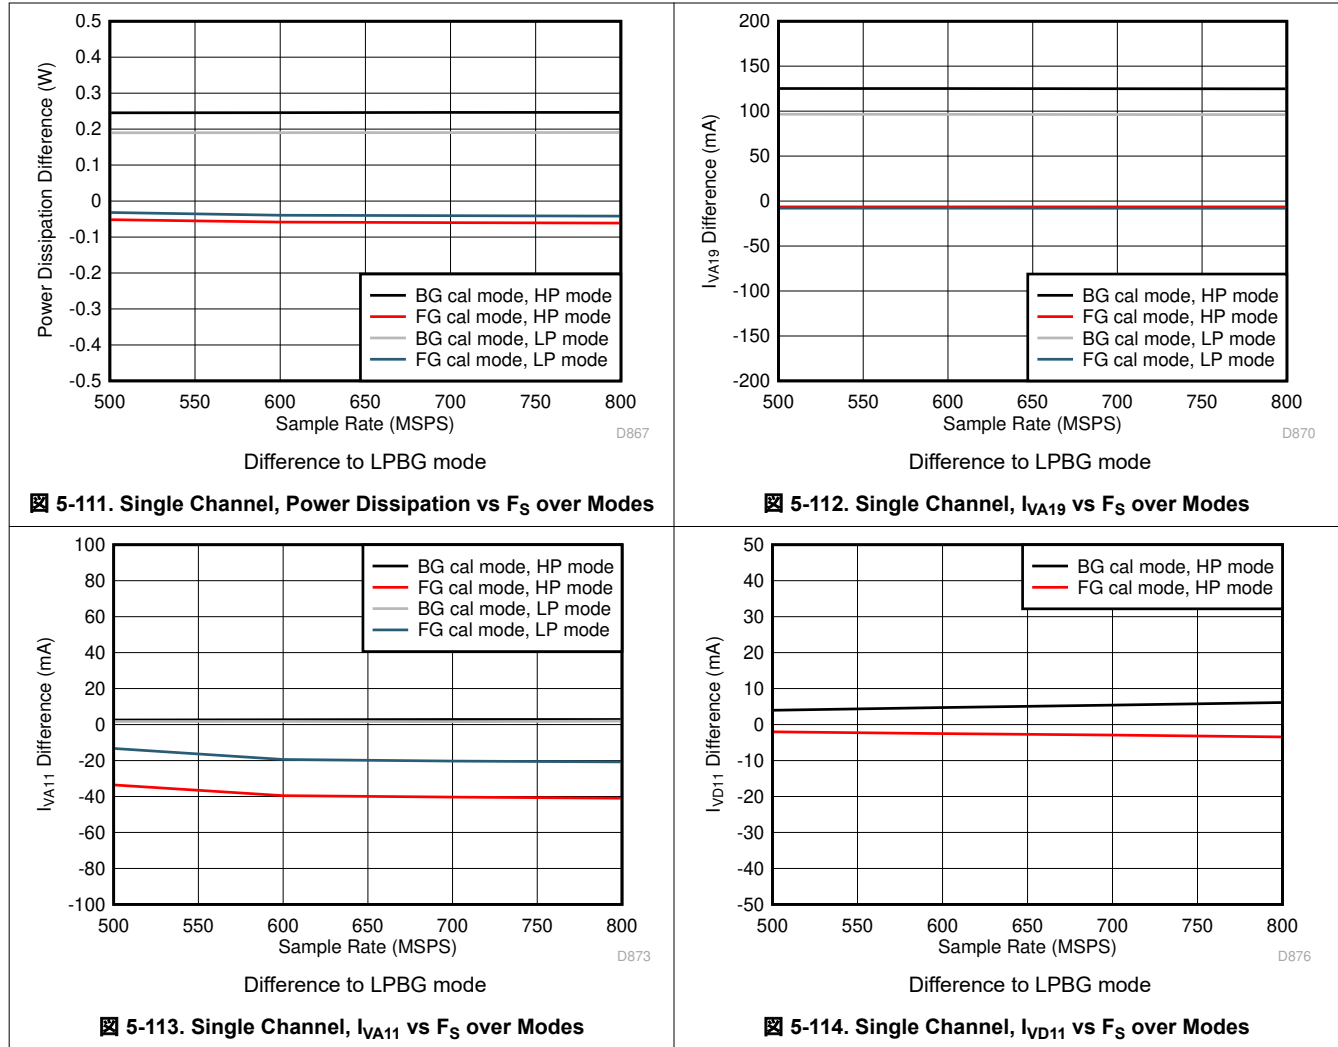 0.5
0.4
0.3
0.2
0.1
0
-0.1
-0.2
-0.3
-0.4
-0.5
Power Dissipation Difference (W)
BG cal mode, HP mode
FG cal mode, HP mode
BG cal mode, LP mode
FG cal mode, LP mode
500 550 600 650 700 750 800
Sample Rate (MSPS)
D867
Difference to LPBG mode
図 5-111. Single Channel, Power Dissipation vs FS over Modes
200
150
100
50
0
-50
-100
-150
-200
IVA19 Difference (mA)
BG cal mode, HP mode
FG cal mode, HP mode
BG cal mode, LP mode
FG cal mode, LP mode
500 550 600 650 700 750 800
Sample Rate (MSPS)
D870
Difference to LPBG mode
図 5-112. Single Channel, IVA19 vs FS over Modes
100
80
60
40
20
0
-20
-40
-60
-80
-100
IVA11 Difference (mA)
BG cal mode, HP mode
FG cal mode, HP mode
BG cal mode, LP mode
FG cal mode, LP mode
500 550 600 650 700 750 800
Sample Rate (MSPS)
D873
Difference to LPBG mode
図 5-113. Single Channel, IVA11 vs FS over Modes
50
40
30
20
10
0
-10
-20
-30
-40
-50
IVD11 Difference (mA)
BG cal mode, HP mode
FG cal mode, HP mode
500 550 600 650 700 750 800
Sample Rate (MSPS)
D876
Difference to LPBG mode
図 5-114. Single Channel, IVD11 vs FS over Modes